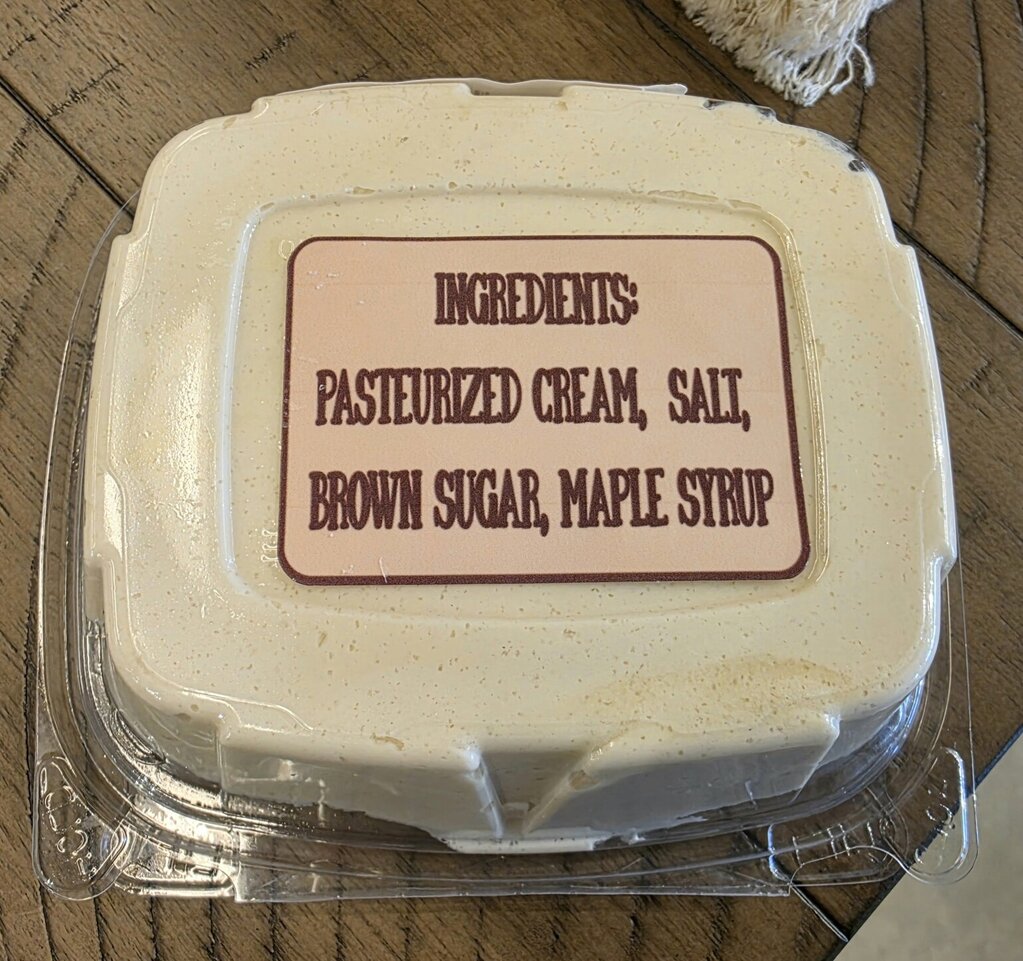 INGREDIENTS:
PASTEURIZED CREAM, SALT,
BROWN SUGAR, MAPLE SYRUP